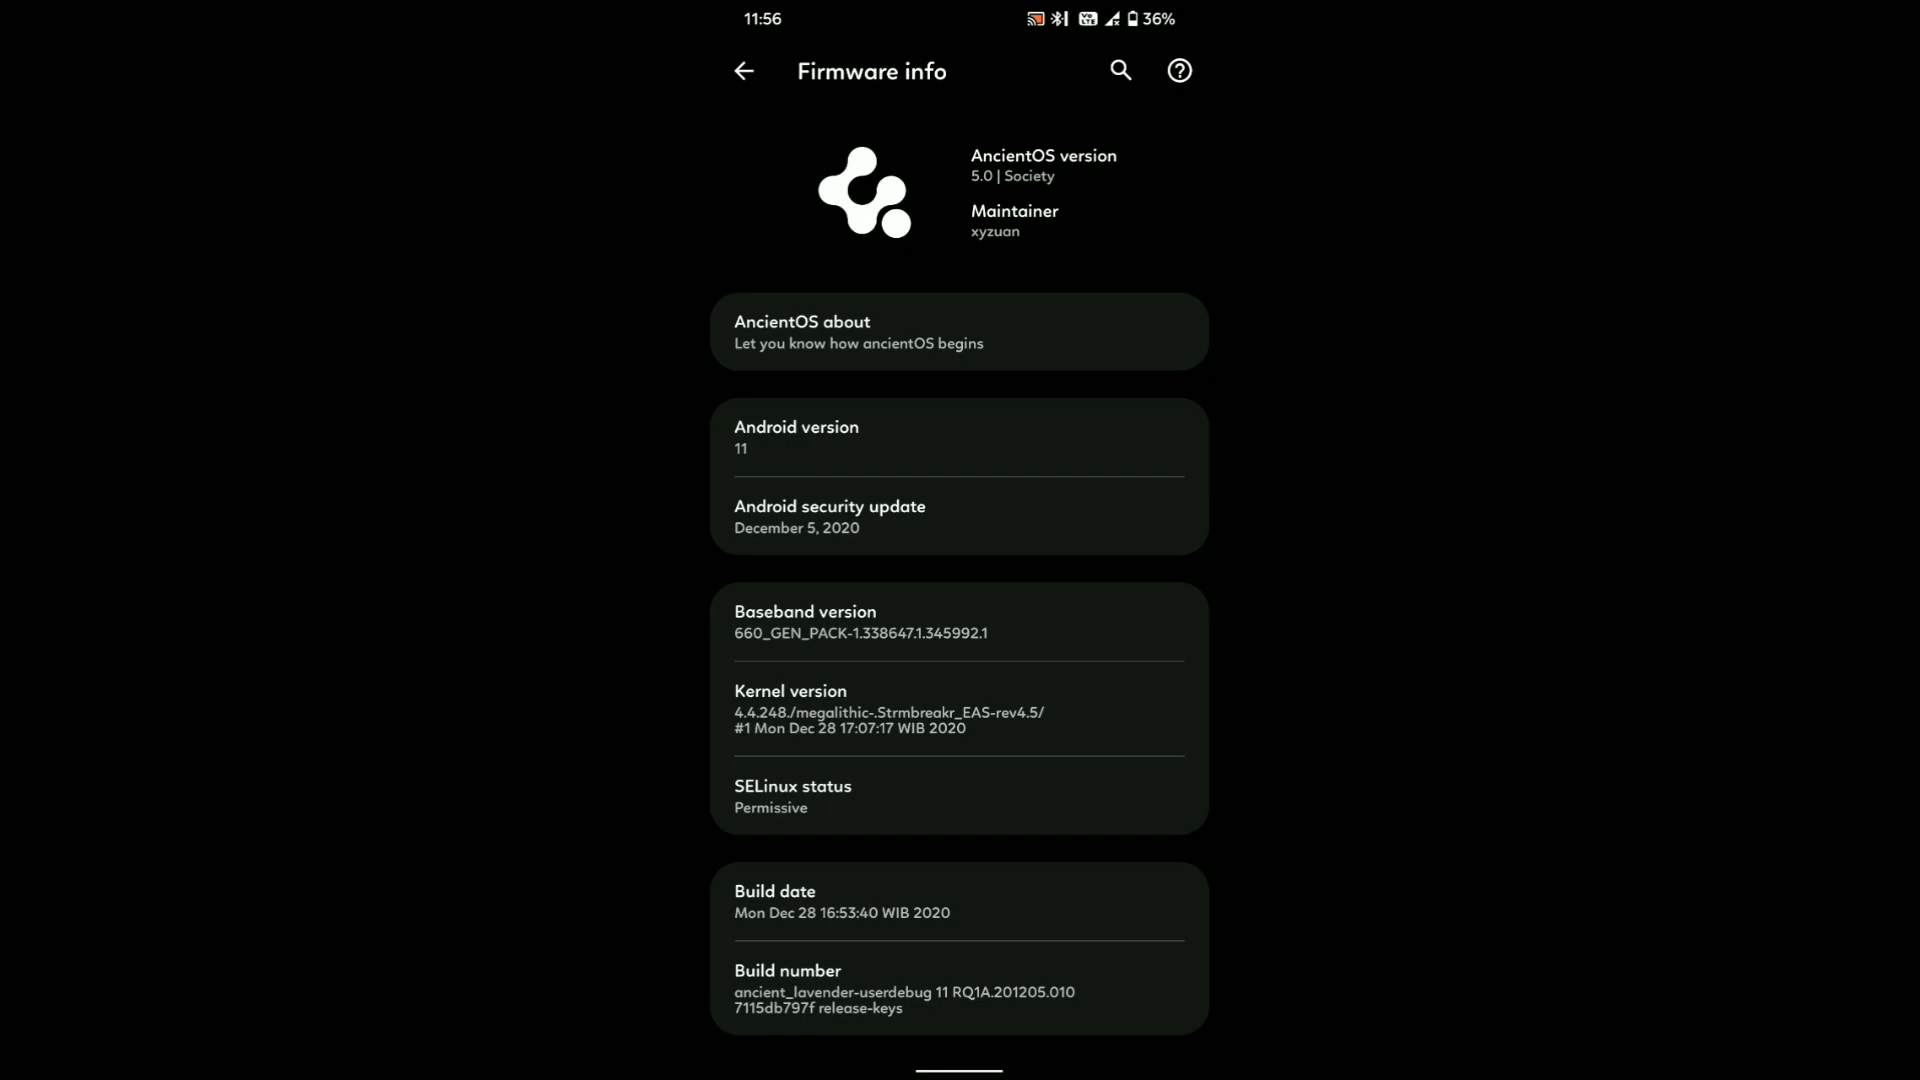 11:56
VoLTE
36%
Firmware info
AncientOS version
5.0 | Society
Maintainer
xyzuan
AncientOS about
Let you know how ancientOS begins
Android version
11
Android security update
December 5, 2020
Baseband version
660_GEN_PACK-1.338647.1.345992.1
Kernel version
4.4.248./megalithic-.Strmbreakr_EAS-rev4.5/
#1 Mon Dec 28 17:07:17 WIB 2020
SELinux status
Permissive
Build date
Mon Dec 28 16:53:40 WIB 2020
Build number
ancient_lavender-userdebug 11 RQ1A.201205.010
7115db797f release-keys